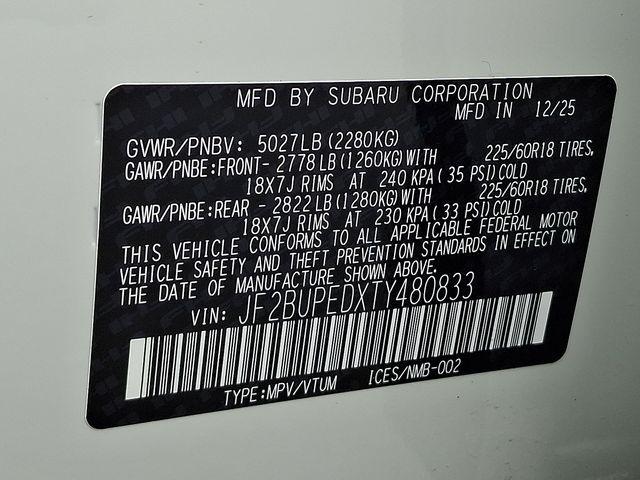 MFD BY SUBARU CORPORATION
MFD IN 12/25
GVWR/PNBV: 5027LB (2280KG)
GAWR/PNBE:FRONT- 2778 LB (1260KG) WITH 225/60R18 TIRES,
18X7J RIMS AT 240 KPA ( 35 PSI) COLD
GAWR/PNBE:REAR - 2822 LB (1280KG) WITH 225/60R18 TIRES,
18X7J RIMS AT 230 KPA ( 33 PSI) COLD
THIS VEHICLE CONFORMS TO ALL APPLICABLE FEDERAL MOTOR
VEHICLE SAFETY AND THEFT PREVENTION STANDARDS IN EFFECT ON
THE DATE OF MANUFACTURE SHOWN ABOVE.
VIN: JF2BUPEDXTY480833
TYPE:MPV/VTUM ICES/NMB-002